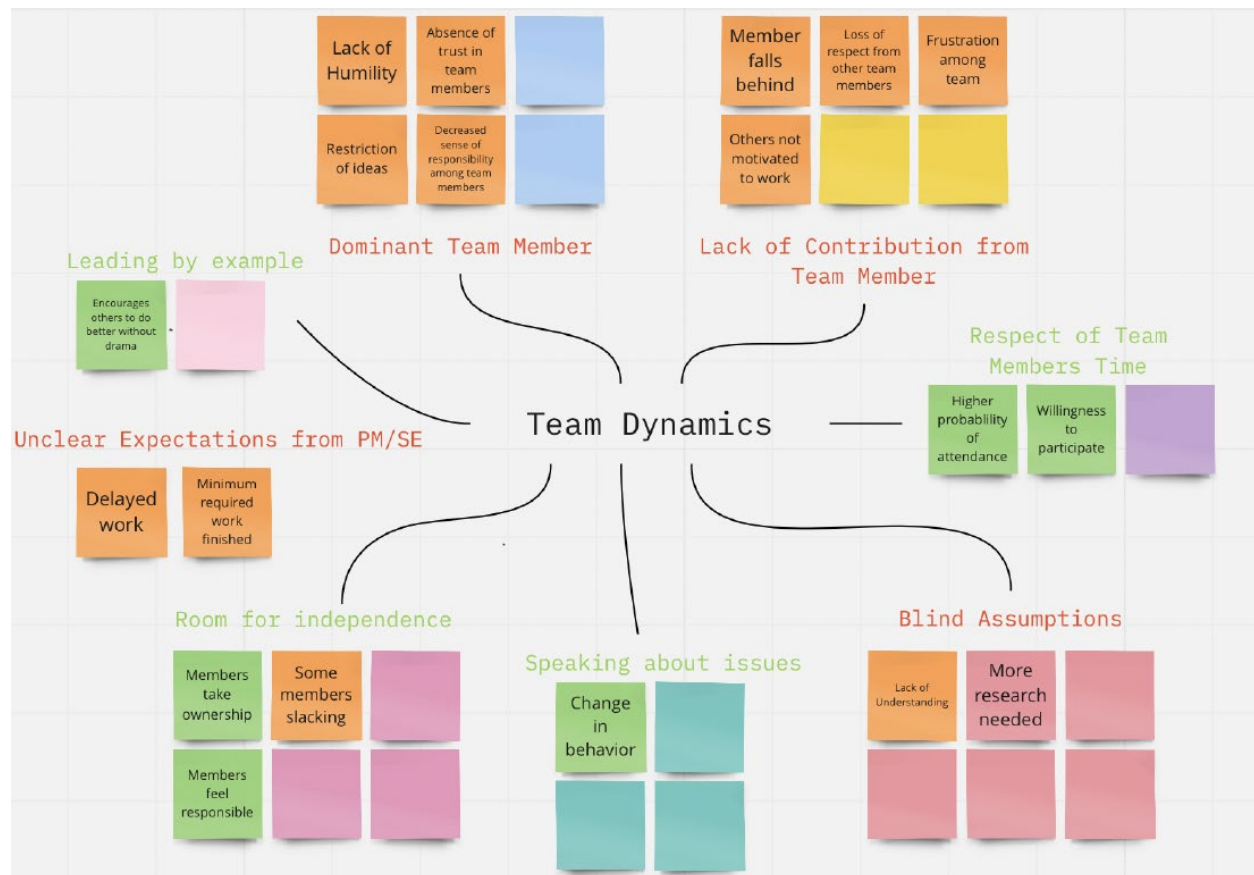 Lack of
Humility
Absence of
trust in
team
members
Restriction
of ideas
Decreased
sense of
responsibility
among team
members
Dominant Team Member
Member
falls
behind
Loss of
respect from
other team
members
Frustration
among
team
Others not
motivated
to work
Lack of Contribution from
Team Member
Leading by example
Encourages
others to do
better without
drama
Respect of Team
Members Time
Higher
probablility
of
attendance
Willingness
to
participate
Team Dynamics
Unclear Expectations from PM/SE
Delayed
work
Minimum
required
work
finished
Room for independence
Members
take
ownership
Some
members
slacking
Members
feel
responsible
Speaking about issues
Change
in
behavior
Blind Assumptions
Lack of
Understanding
More
research
needed